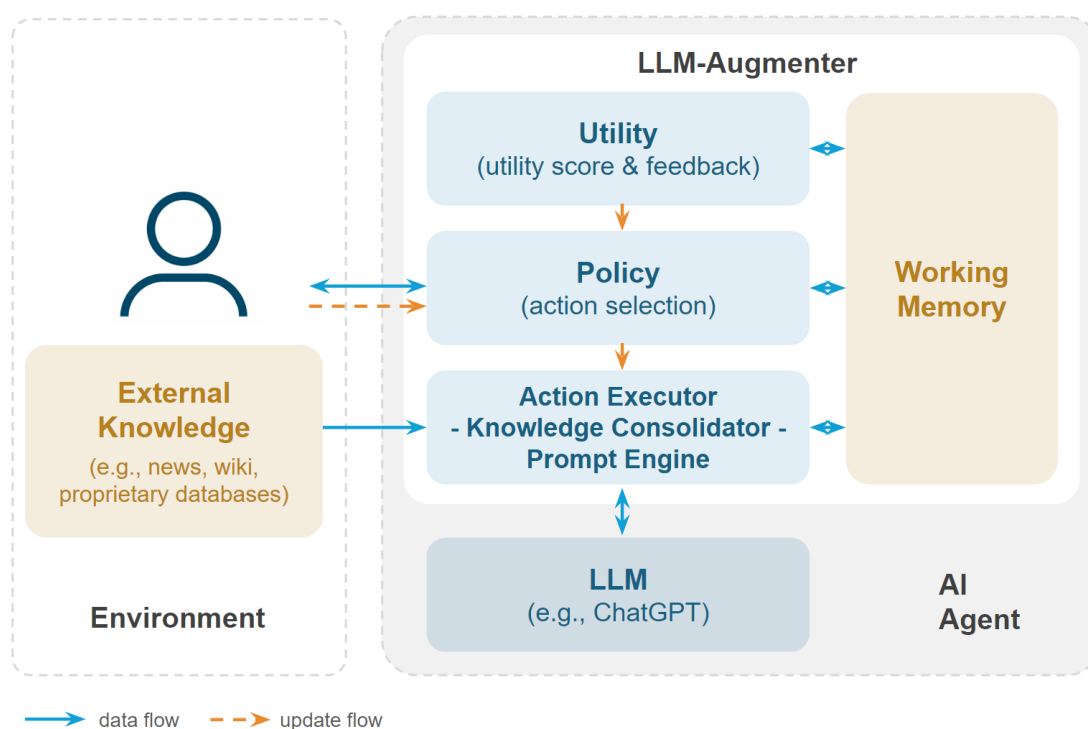 LLM-Augmenter
Utility
(utility score & feedback)
Policy
(action selection)
Working
Memory
External
Knowledge
(e.g., news, wiki,
proprietary databases)
Action Executor
- Knowledge Consolidator -
Prompt Engine
LLM
(e.g., ChatGPT)
Environment
AI
Agent
data flow
update flow